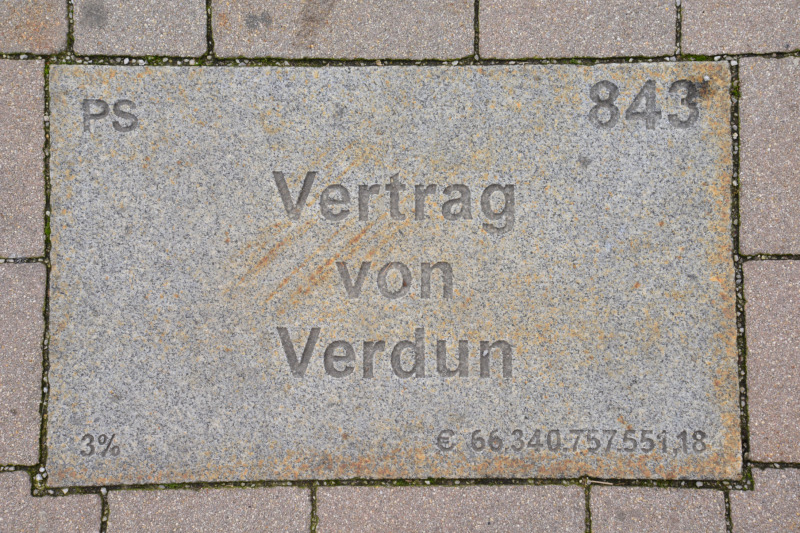 PS 843
Vertrag
von
Verdun
3% € 66.340.757.551,18